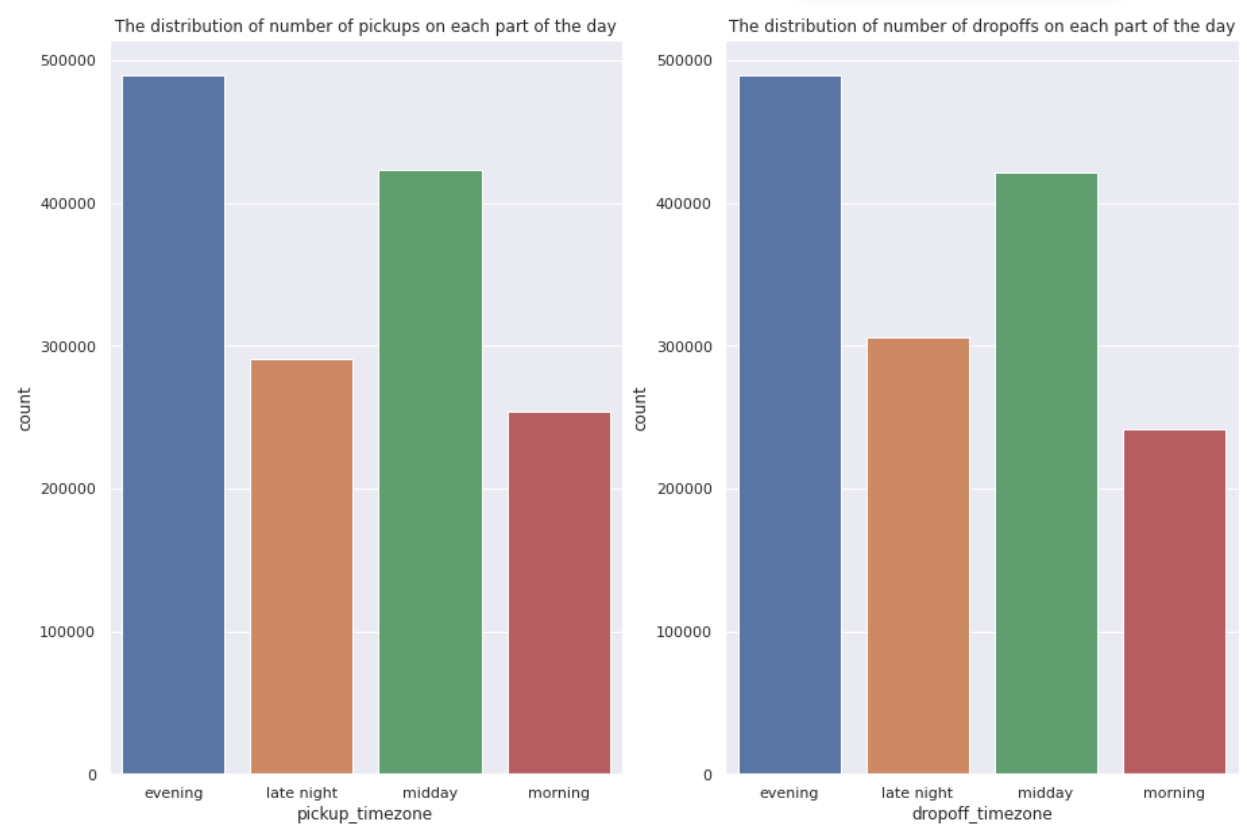 The distribution of number of pickups on each part of the day
500000
400000
300000
200000
100000
0
count
evening late night midday morning
pickup_timezone
The distribution of number of dropoffs on each part of the day
500000
400000
300000
200000
100000
0
count
evening late night midday morning
dropoff_timezone